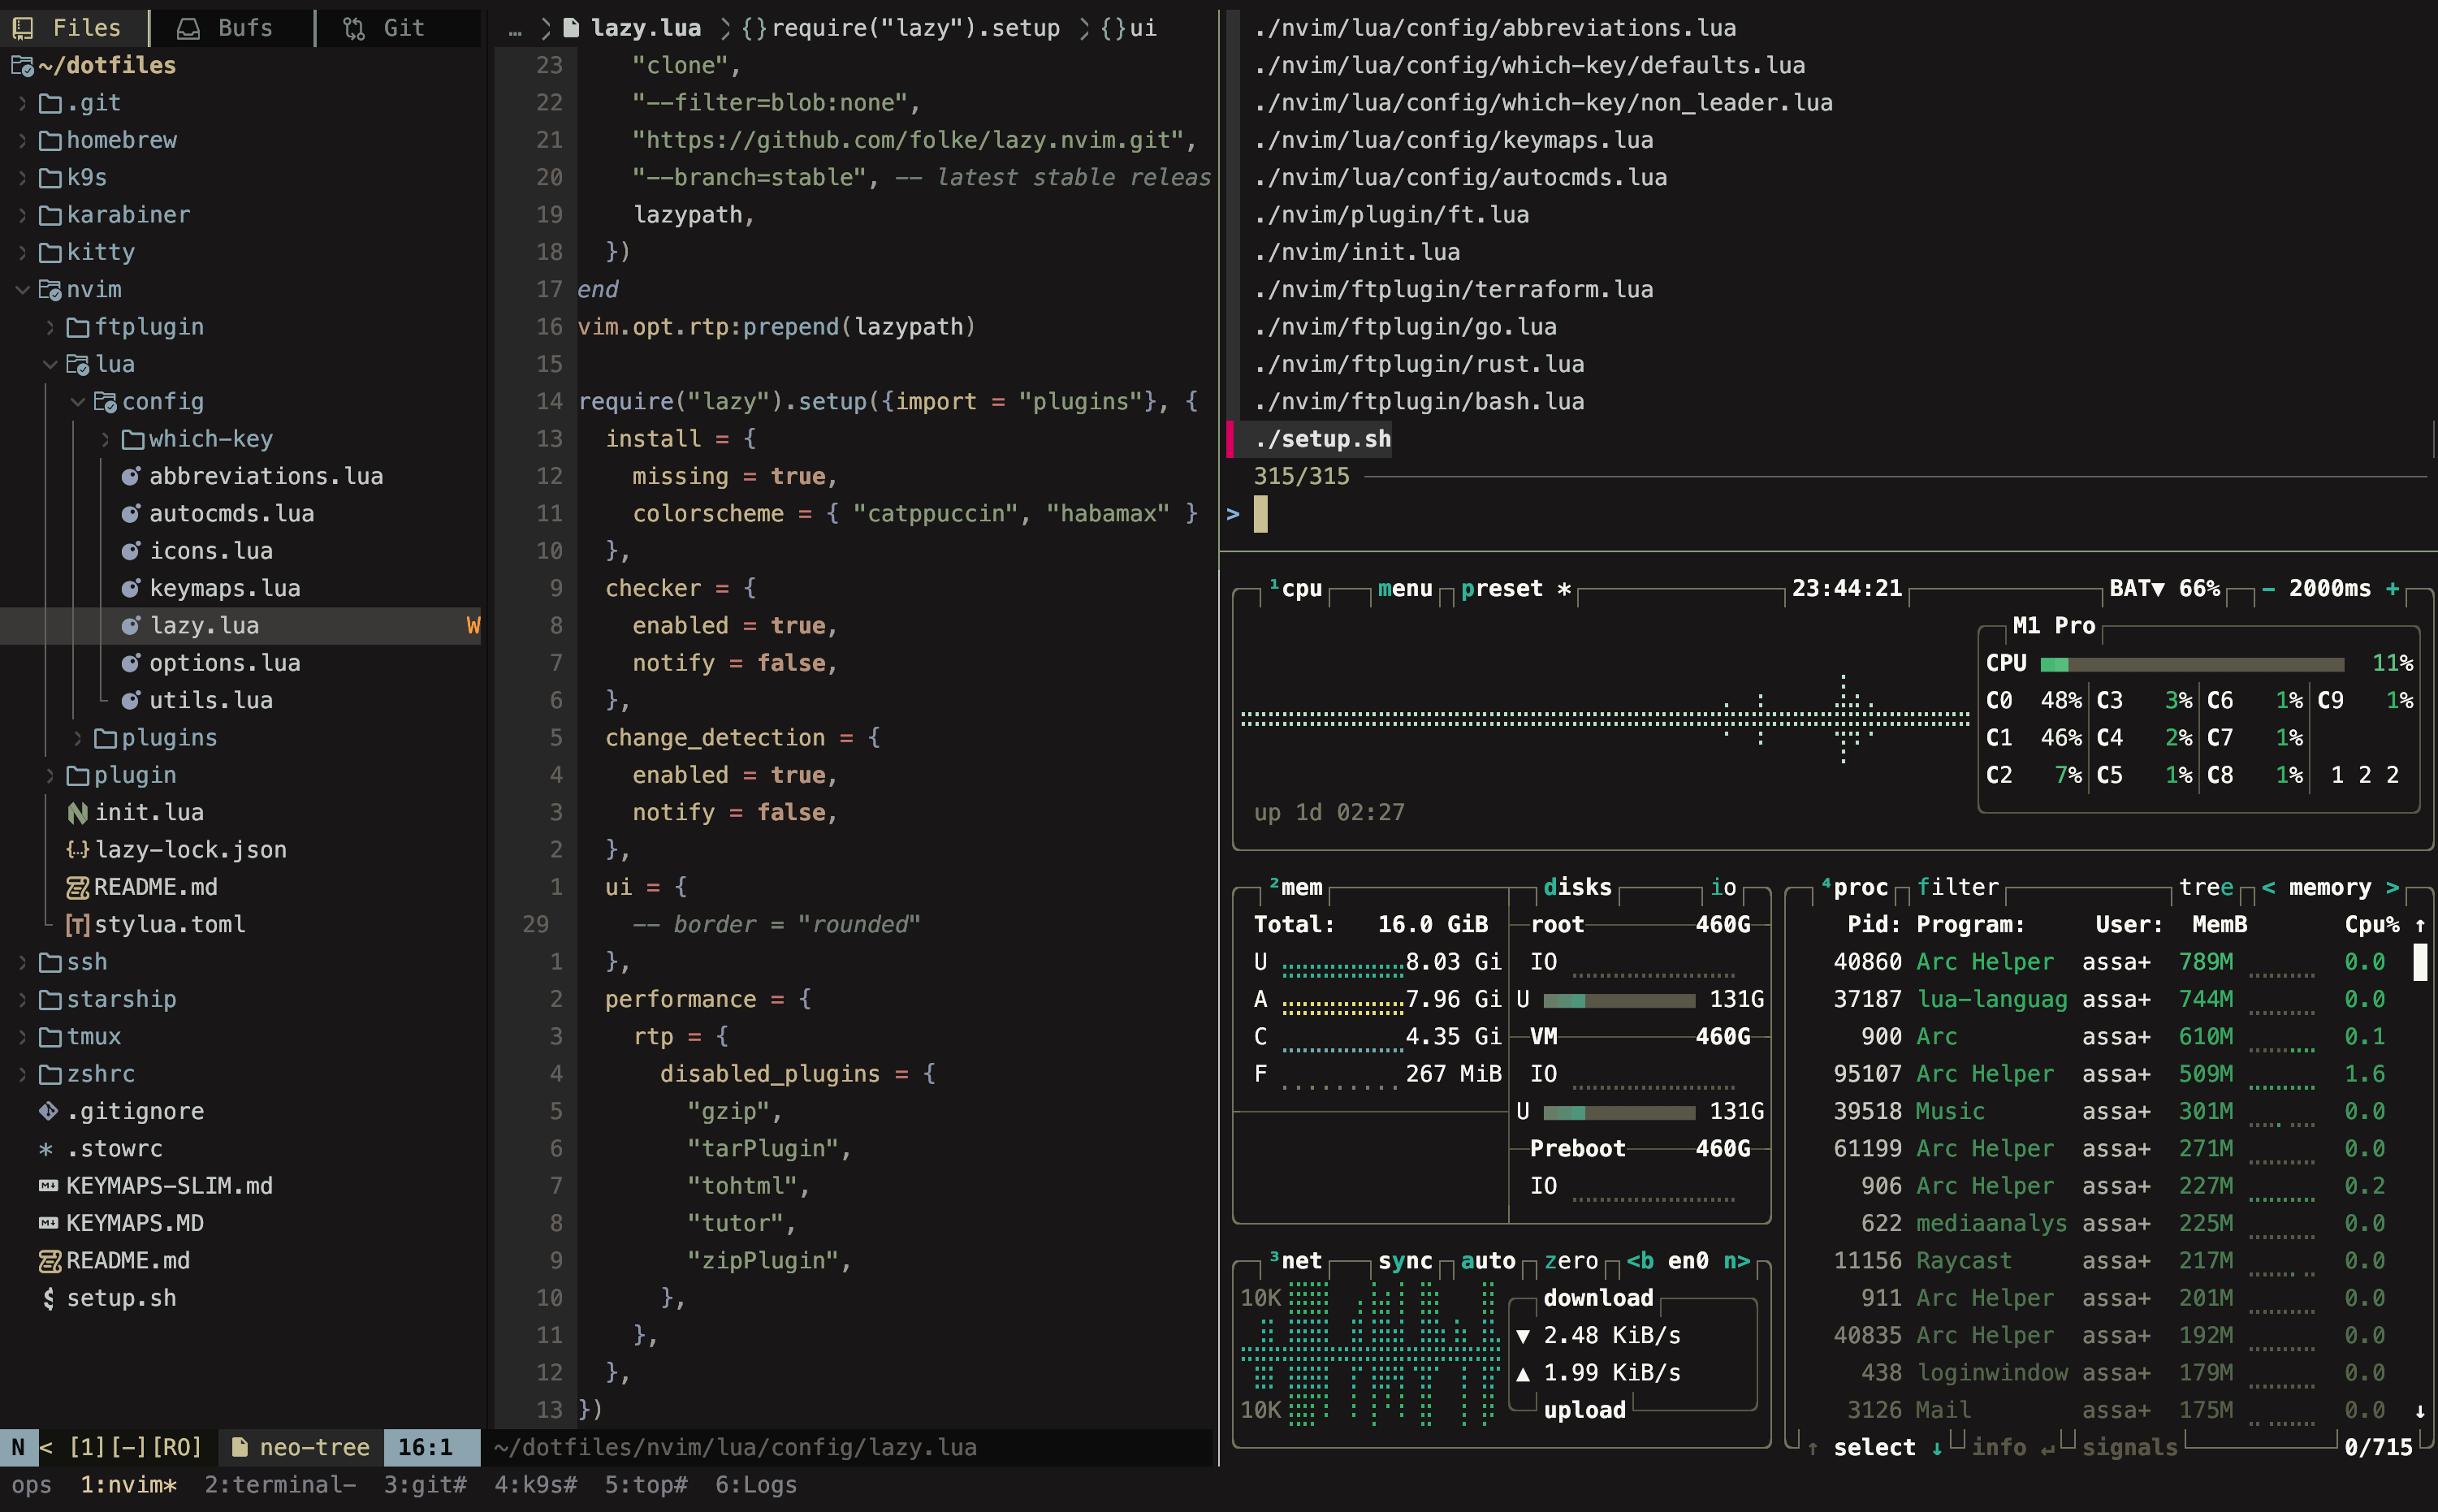 Files Bufs Git
~/dotfiles
.git
homebrew
k9s
karabiner
kitty
nvim
ftplugin
lua
config
which-key
abbreviations.lua
autocmds.lua
icons.lua
keymaps.lua
lazy.lua W
options.lua
utils.lua
plugins
plugin
init.lua
{..} lazy-lock.json
README.md
[T] stylua.toml
ssh
starship
tmux
zshrc
.gitignore
* .stowrc
KEYMAPS-SLIM.md
KEYMAPS.MD
README.md
setup.sh
N < [1][-][RO] neo-tree 16:1
… > lazy.lua > {} require("lazy").setup > {} ui
23 "clone",
22 "--filter=blob:none",
21 "https://github.com/folke/lazy.nvim.git",
20 "--branch=stable", -- latest stable releas
19 lazypath,
18 })
17 end
16 vim.opt.rtp:prepend(lazypath)
15
14 require("lazy").setup({import = "plugins"}, {
13 install = {
12 missing = true,
11 colorscheme = { "catppuccin", "habamax" }
10 },
9 checker = {
8 enabled = true,
7 notify = false,
6 },
5 change_detection = {
4 enabled = true,
3 notify = false,
2 },
1 ui = {
29 -- border = "rounded"
1 },
2 performance = {
3 rtp = {
4 disabled_plugins = {
5 "gzip",
6 "tarPlugin",
7 "tohtml",
8 "tutor",
9 "zipPlugin",
10 },
11 },
12 },
13 })
~/dotfiles/nvim/lua/config/lazy.lua
./nvim/lua/config/abbreviations.lua
./nvim/lua/config/which-key/defaults.lua
./nvim/lua/config/which-key/non_leader.lua
./nvim/lua/config/keymaps.lua
./nvim/lua/config/autocmds.lua
./nvim/plugin/ft.lua
./nvim/init.lua
./nvim/ftplugin/terraform.lua
./nvim/ftplugin/go.lua
./nvim/ftplugin/rust.lua
./nvim/ftplugin/bash.lua
./setup.sh
315/315
>
¹cpu menu preset * 23:44:21 BAT▼ 66% - 2000ms +
M1 Pro
CPU 11%
C0 48% C3 3% C6 1% C9 1%
C1 46% C4 2% C7 1%
C2 7% C5 1% C8 1% 1 2 2
up 1d 02:27
²mem
Total: 16.0 GiB
U 8.03 Gi
A 7.96 Gi
C 4.35 Gi
F 267 MiB
disks io
root 460G
IO
U 131G
VM 460G
IO
U 131G
Preboot 460G
IO
³net sync auto zero <b en0 n>
10K
10K
download
▼ 2.48 KiB/s
▲ 1.99 KiB/s
upload
⁴proc filter tree < memory >
Pid: Program: User: MemB Cpu% ↑
40860 Arc Helper assa+ 789M 0.0
37187 lua-languag assa+ 744M 0.0
900 Arc assa+ 610M 0.1
95107 Arc Helper assa+ 509M 1.6
39518 Music assa+ 301M 0.0
61199 Arc Helper assa+ 271M 0.0
906 Arc Helper assa+ 227M 0.2
622 mediaanalys assa+ 225M 0.0
11156 Raycast assa+ 217M 0.0
911 Arc Helper assa+ 201M 0.0
40835 Arc Helper assa+ 192M 0.0
438 loginwindow assa+ 179M 0.0
3126 Mail assa+ 175M 0.0 ↓
↑ select ↓ info ↵ signals 0/715
ops 1:nvim* 2:terminal- 3:git# 4:k9s# 5:top# 6:Logs